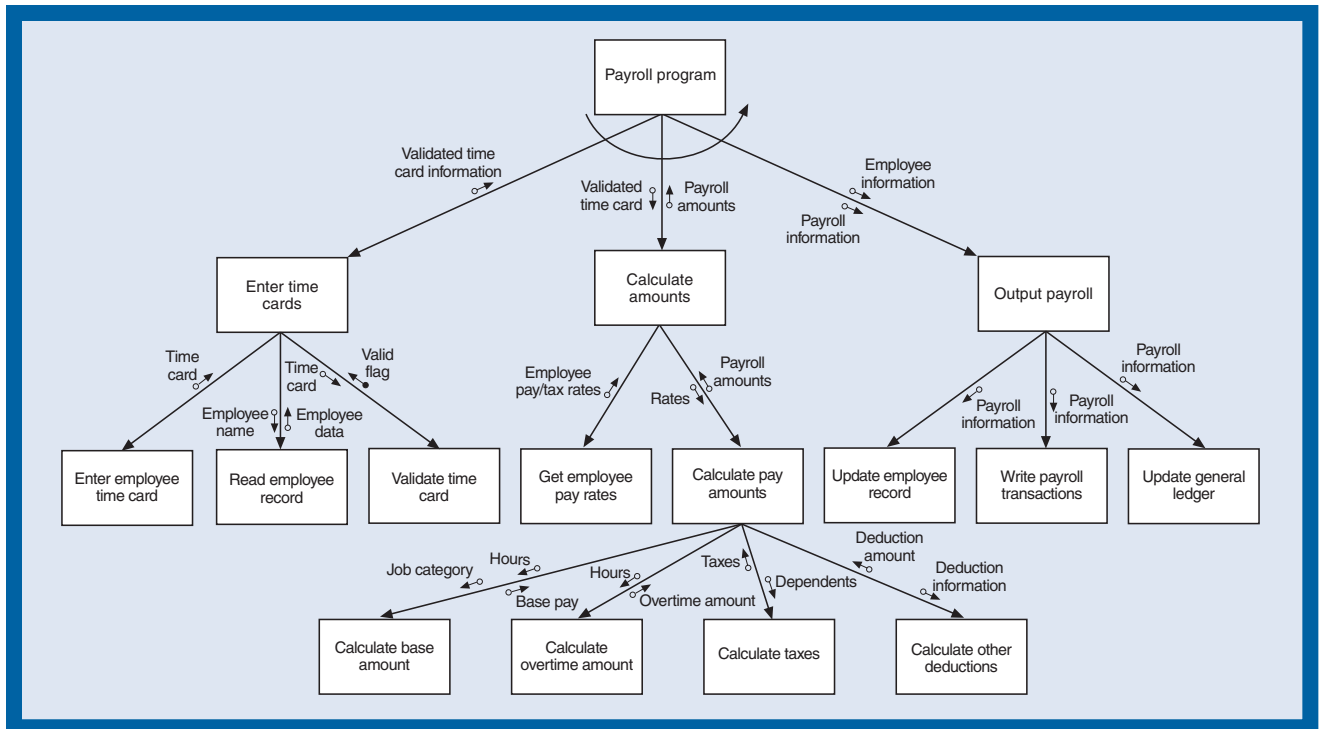 Payroll program
Validated time
card information
Validated
time card
Payroll
amounts
Employee
information
Payroll
information
Enter time
cards
Calculate
amounts
Output payroll
Time
card
Employee
name
Time
card
Employee
data
Valid
flag
Employee
pay/tax rates
Payroll
amounts
Rates
Payroll
information
Payroll
information
Payroll
information
Enter employee
time card
Read employee
record
Validate time
card
Get employee
pay rates
Calculate pay
amounts
Update employee
record
Write payroll
transactions
Update general
ledger
Job category
Hours
Base pay
Hours
Overtime amount
Taxes
Dependents
Deduction
amount
Deduction
information
Calculate base
amount
Calculate
overtime amount
Calculate taxes
Calculate other
deductions